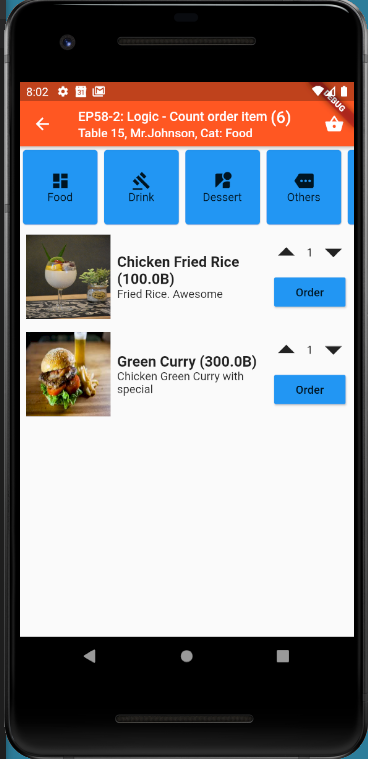 8:02
31
DEBUG
EP58-2: Logic - Count order item (6)
Table 15, Mr.Johnson, Cat: Food
Food
Drink
Dessert
Others
Chicken Fried Rice
(100.0B)
Fried Rice. Awesome
1
Order
Green Curry (300.0B)
Chicken Green Curry with
special
1
Order